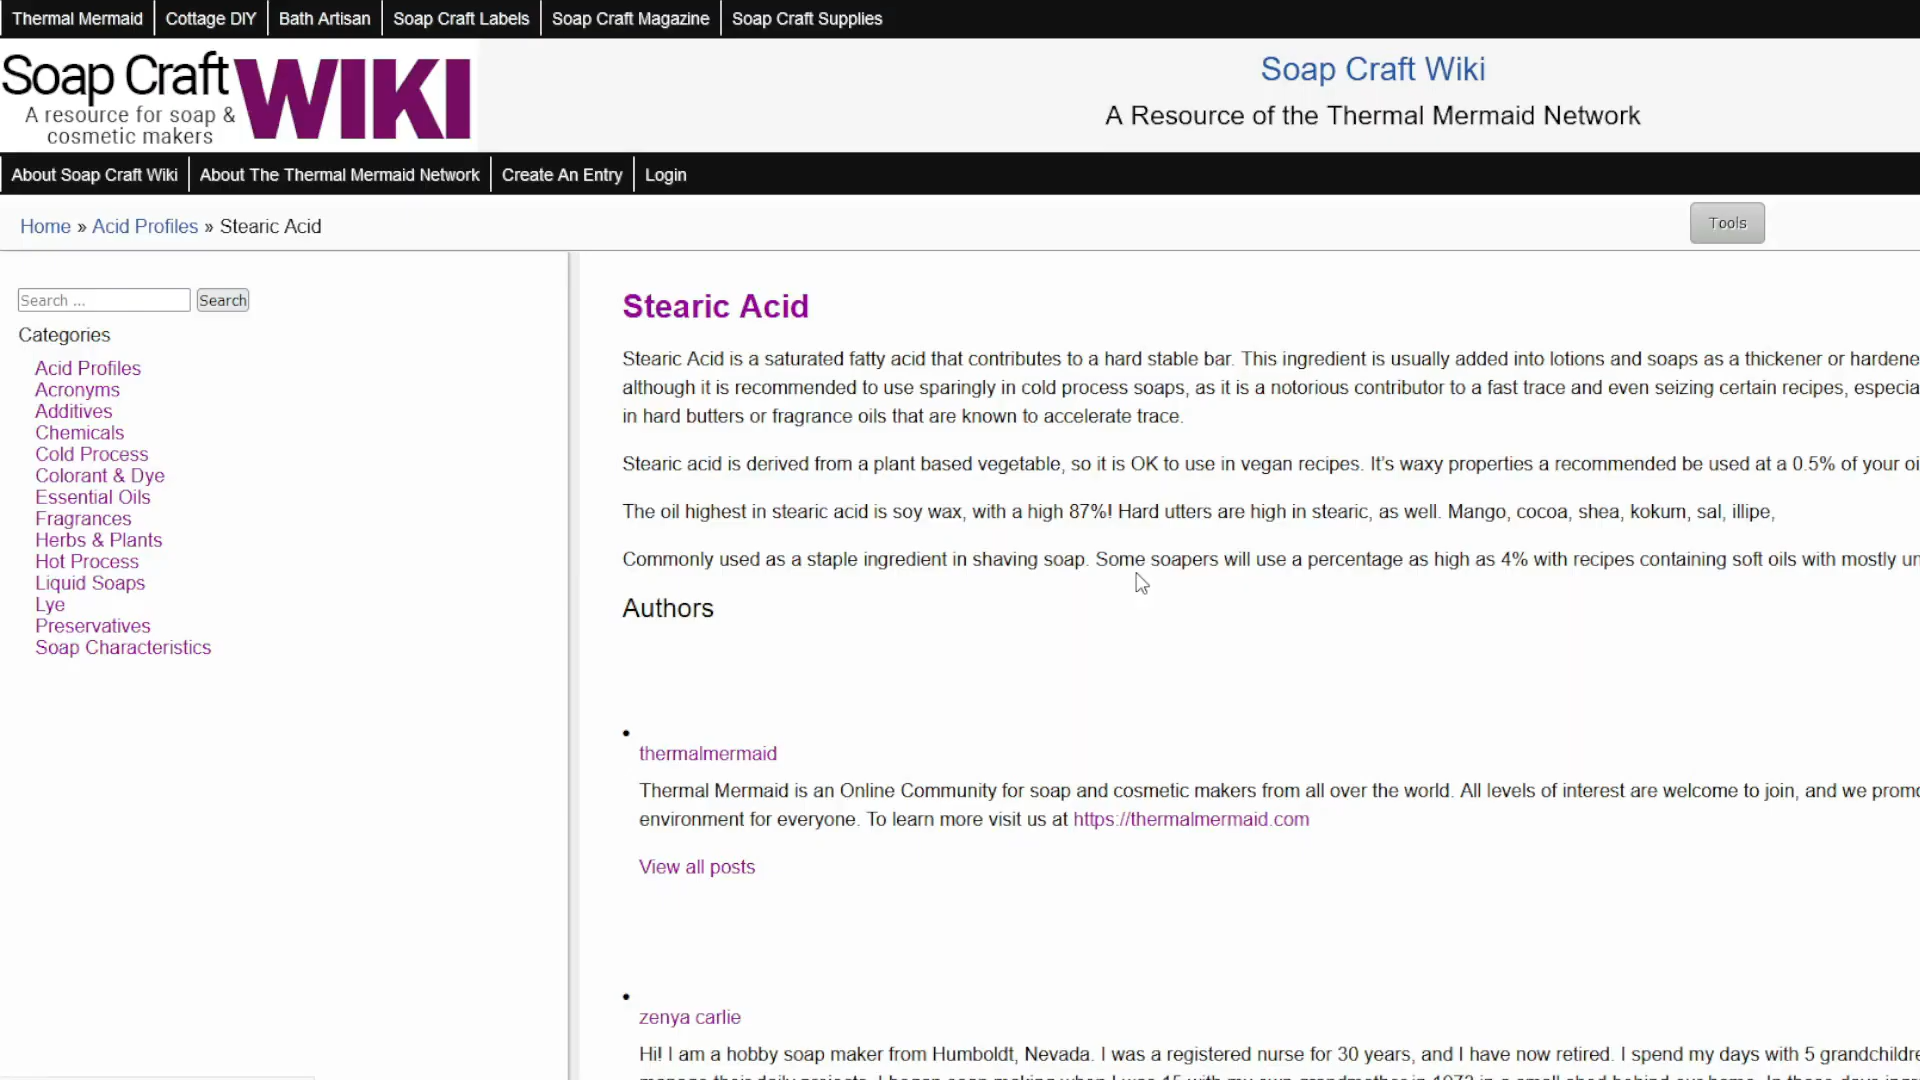 Thermal Mermaid Cottage DIY Bath Artisan Soap Craft Labels Soap Craft Magazine Soap Craft Supplies
Soap Craft WIKI
A resource for soap &
cosmetic makers
Soap Craft Wiki
A Resource of the Thermal Mermaid Network
About Soap Craft Wiki About The Thermal Mermaid Network Create An Entry Login
Home » Acid Profiles » Stearic Acid
Tools
Search ... Search
Categories
Acid Profiles
Acronyms
Additives
Chemicals
Cold Process
Colorant & Dye
Essential Oils
Fragrances
Herbs & Plants
Hot Process
Liquid Soaps
Lye
Preservatives
Soap Characteristics
Stearic Acid
Stearic Acid is a saturated fatty acid that contributes to a hard stable bar. This ingredient is usually added into lotions and soaps as a thickener or hardene
although it is recommended to use sparingly in cold process soaps, as it is a notorious contributor to a fast trace and even seizing certain recipes, especia
in hard butters or fragrance oils that are known to accelerate trace.
Stearic acid is derived from a plant based vegetable, so it is OK to use in vegan recipes. It's waxy properties a recommended be used at a 0.5% of your oi
The oil highest in stearic acid is soy wax, with a high 87%! Hard utters are high in stearic, as well. Mango, cocoa, shea, kokum, sal, illipe,
Commonly used as a staple ingredient in shaving soap. Some soapers will use a percentage as high as 4% with recipes containing soft oils with mostly un
Authors
thermalmermaid
Thermal Mermaid is an Online Community for soap and cosmetic makers from all over the world. All levels of interest are welcome to join, and we promo
environment for everyone. To learn more visit us at https://thermalmermaid.com
View all posts
zenya carlie
Hi! I am a hobby soap maker from Humboldt, Nevada. I was a registered nurse for 30 years, and I have now retired. I spend my days with 5 grandchildre